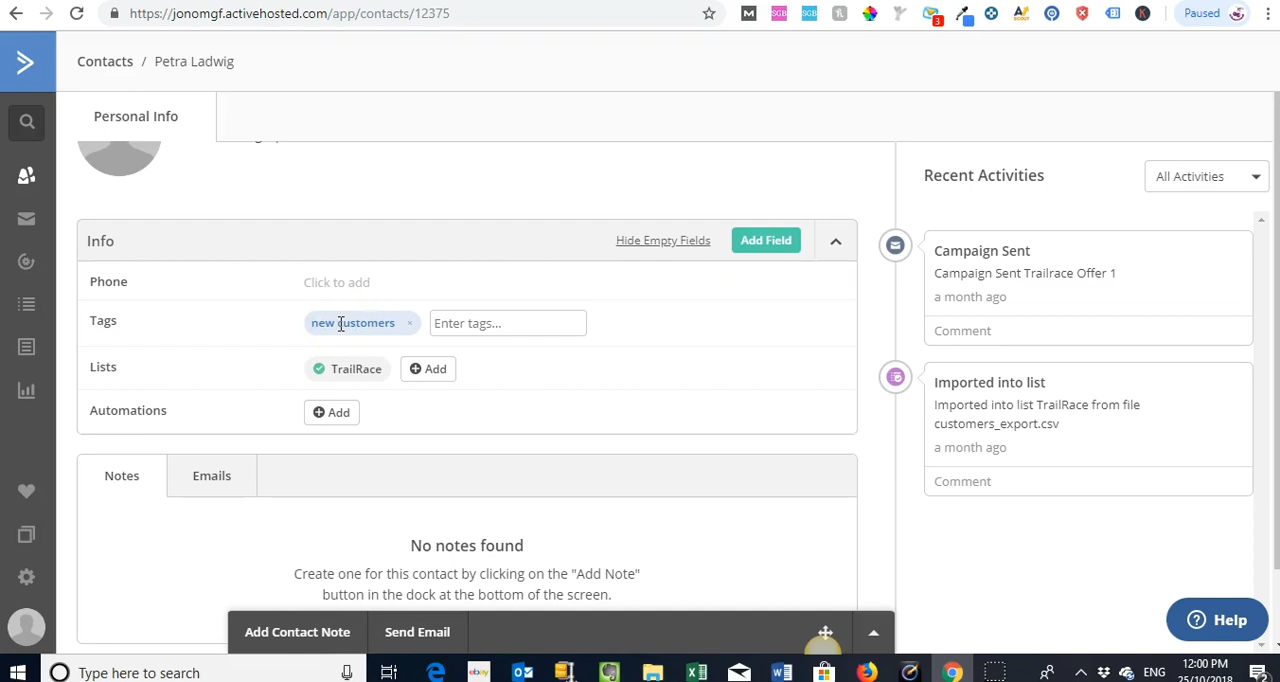 https://jonomgf.activehosted.com/app/contacts/12375
Paused
Contacts / Petra Ladwig
Personal Info
Recent Activities
All Activities
Info
Hide Empty Fields
Add Field
Phone
Click to add
Tags
new customers ×
Enter tags...
Lists
TrailRace
Add
Automations
Add
Campaign Sent
Campaign Sent Trailrace Offer 1
a month ago
Comment
Imported into list
Imported into list TrailRace from file
customers_export.csv
a month ago
Comment
Notes
Emails
No notes found
Create one for this contact by clicking on the "Add Note"
button in the dock at the bottom of the screen.
Add Contact Note
Send Email
Help
Type here to search
ENG
12:00 PM
25/10/2018